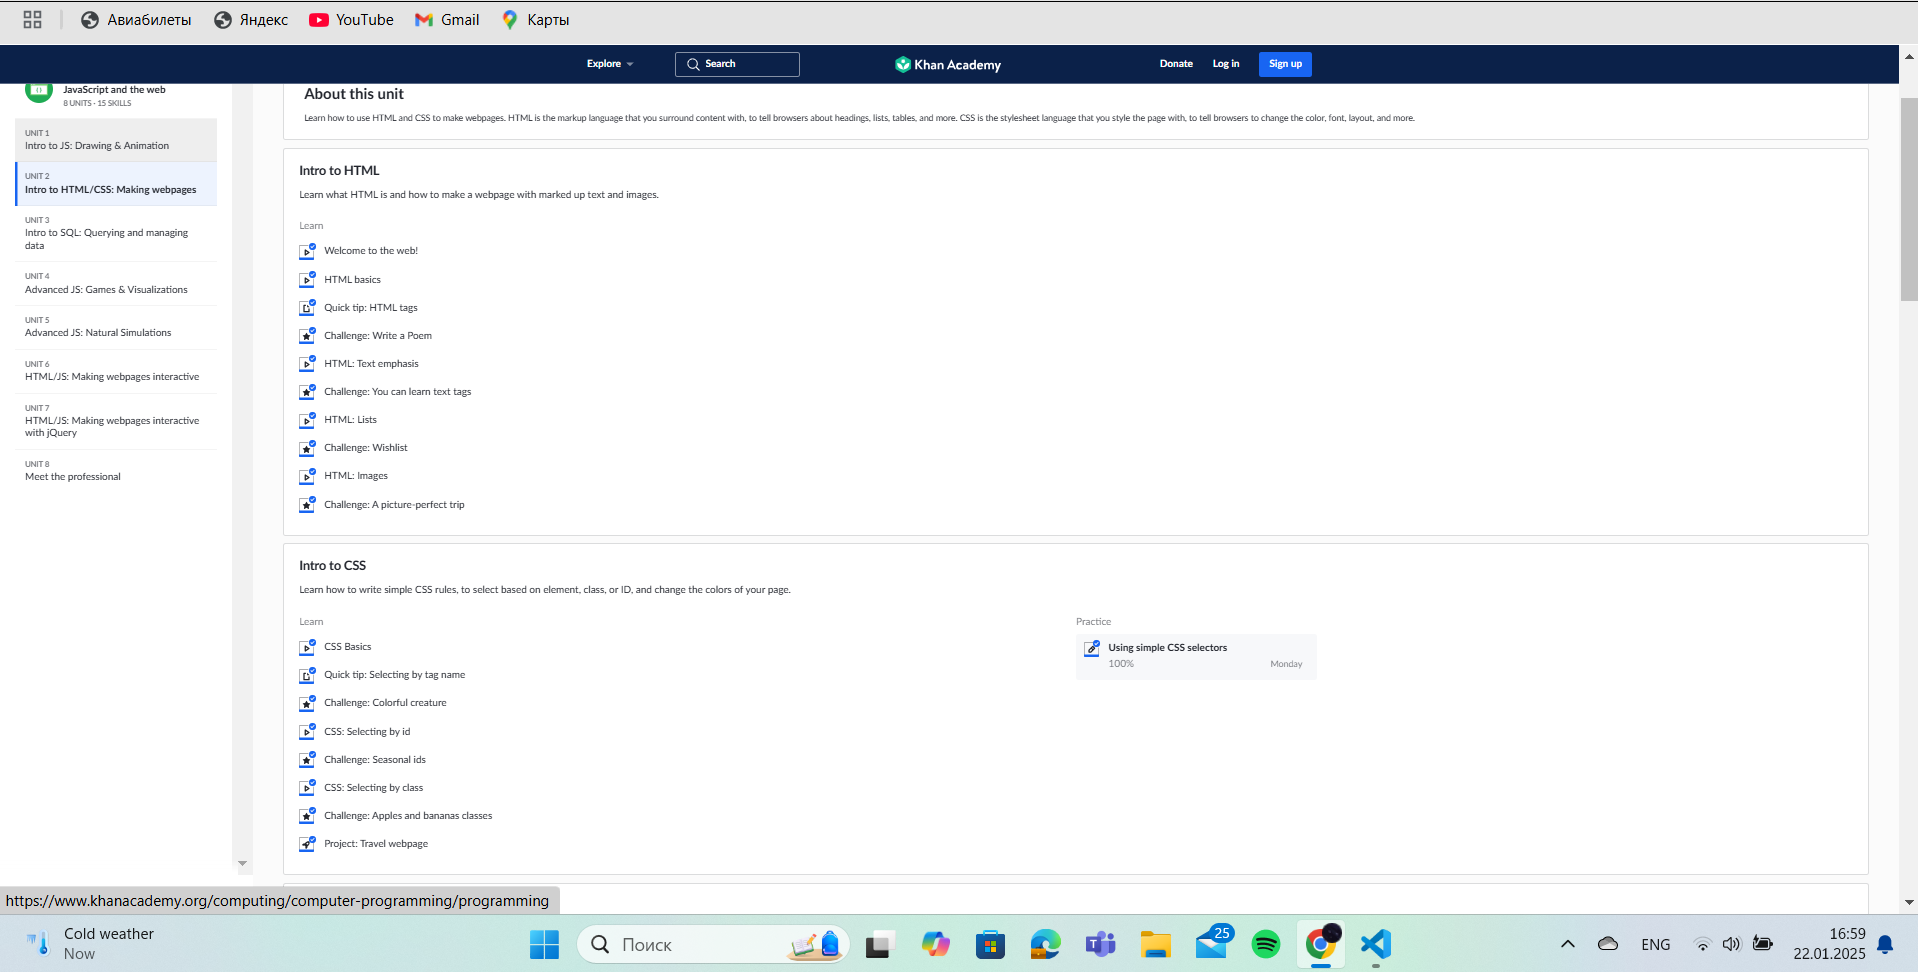 Авиабилеты
Яндекс
YouTube
Gmail
Карты
Explore
Search
Khan Academy
Donate
Log in
Sign up
JavaScript and the web
8 UNITS · 15 SKILLS
UNIT 1
Intro to JS: Drawing & Animation
UNIT 2
Intro to HTML/CSS: Making webpages
UNIT 3
Intro to SQL: Querying and managing
data
UNIT 4
Advanced JS: Games & Visualizations
UNIT 5
Advanced JS: Natural Simulations
UNIT 6
HTML/JS: Making webpages interactive
UNIT 7
HTML/JS: Making webpages interactive
with jQuery
UNIT 8
Meet the professional
About this unit
Learn how to use HTML and CSS to make webpages. HTML is the markup language that you surround content with, to tell browsers about headings, lists, tables, and more. CSS is the stylesheet language that you style the page with, to tell browsers to change the color, font, layout, and more.
Intro to HTML
Learn what HTML is and how to make a webpage with marked up text and images.
Learn
Welcome to the web!
HTML basics
Quick tip: HTML tags
Challenge: Write a Poem
HTML: Text emphasis
Challenge: You can learn text tags
HTML: Lists
Challenge: Wishlist
HTML: Images
Challenge: A picture-perfect trip
Intro to CSS
Learn how to write simple CSS rules, to select based on element, class, or ID, and change the colors of your page.
Learn
CSS Basics
Quick tip: Selecting by tag name
Challenge: Colorful creature
CSS: Selecting by id
Challenge: Seasonal ids
CSS: Selecting by class
Challenge: Apples and bananas classes
Project: Travel webpage
Practice
Using simple CSS selectors
100%
Monday
https://www.khanacademy.org/computing/computer-programming/programming
Cold weather
Now
Поиск
25
ENG
16:59
22.01.2025